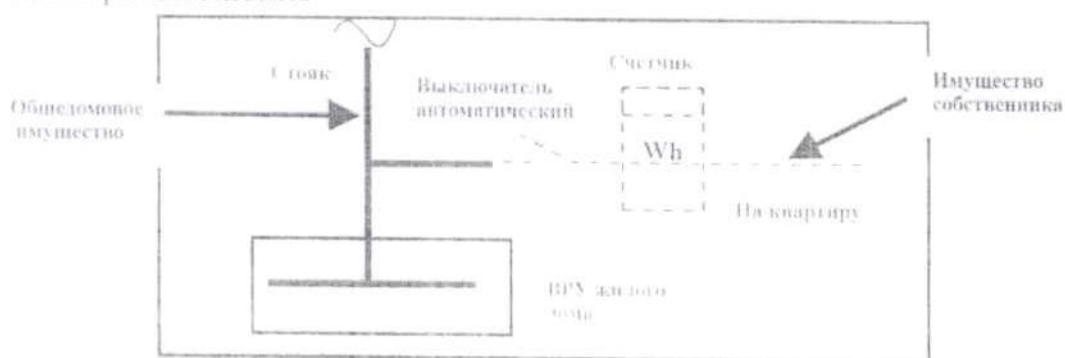 Стояк
Счетчик
Выключатель
автоматический
Имущество
собственника
Общедомовое
имущество
Wh
На квартиру
ВРУ жилого
дома